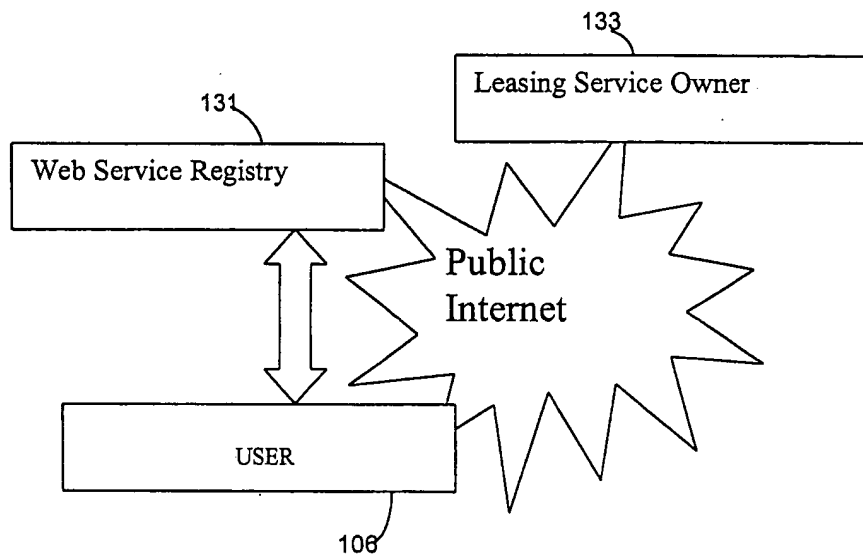 133
Leasing Service Owner
131
Web Service Registry
Public
Internet
USER
106